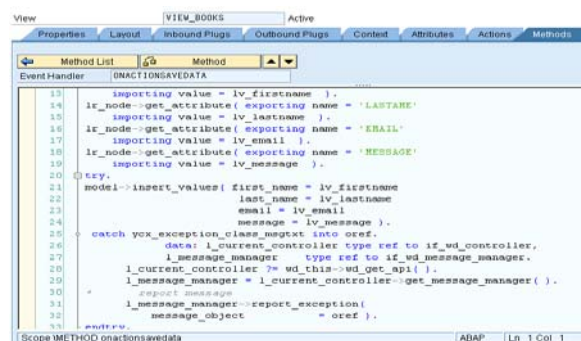 View VIEW_BOOKS Active
Properties Layout Inbound Plugs Outbound Plugs Context Attributes Actions Methods
Method List Method
Event Handler ONACTIONSAVEDATA
13 importing value = lv_firstname ).
14 lr_node->get_attribute( exporting name = 'LASTAME'
15 importing value = lv_lastname ).
16 lr_node->get_attribute( exporting name = 'EMAIL'
17 importing value = lv_email ).
18 lr_node->get_attribute( exporting name = 'MESSAGE'
19 importing value = lv_message ).
20 try.
21 model->insert_values( first_name = lv_firstname
22 last_name = lv_lastname
23 email = lv_email
24 message = lv_message ).
25 catch ycx_exception_class_msgtxt into oref.
26 data: l_current_controller type ref to if_wd_controller,
27 l_message_manager type ref to if_wd_message_manager.
28 l_current_controller ?= wd_this->wd_get_api( ).
29 l_message_manager = l_current_controller->get_message_manager( ).
30 * report message
31 l_message_manager->report_exception(
32 message_object = oref ).
33 endtry.
Scope \METHOD onactionsavedata ABAP Ln 1 Col 1